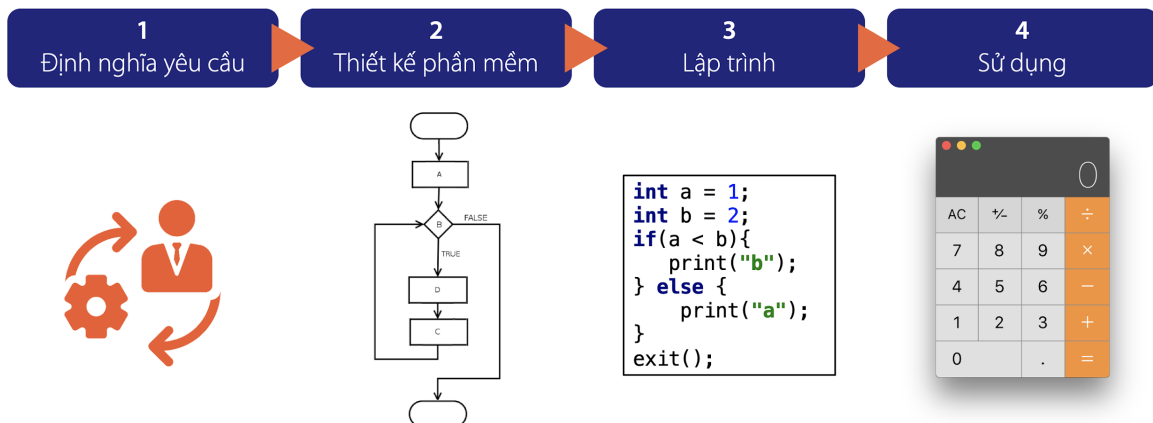 1
Định nghĩa yêu cầu
2
Thiết kế phần mềm
3
Lập trình
4
Sử dụng
A
B
FALSE
TRUE
D
C
int a = 1;
int b = 2;
if(a < b){
print("b");
} else {
print("a");
}
exit();
0
AC +⁄− % ÷
7 8 9 ×
4 5 6 −
1 2 3 +
0 . =